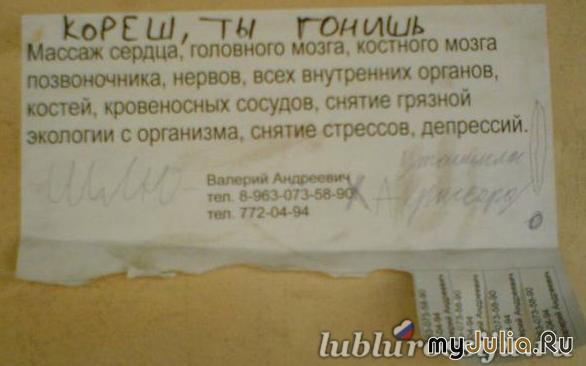 КОРЕШ, ТЫ ГОНИШЬ
Массаж сердца, головного мозга, костного мозга
позвоночника, нервов, всех внутренних органов,
костей, кровеносных сосудов, снятие грязной
экологии с организма, снятие стрессов, депрессий.
Валерий Андреевич
тел. 8-963-073-58-90
тел. 772-04-94
myJulia.Ru